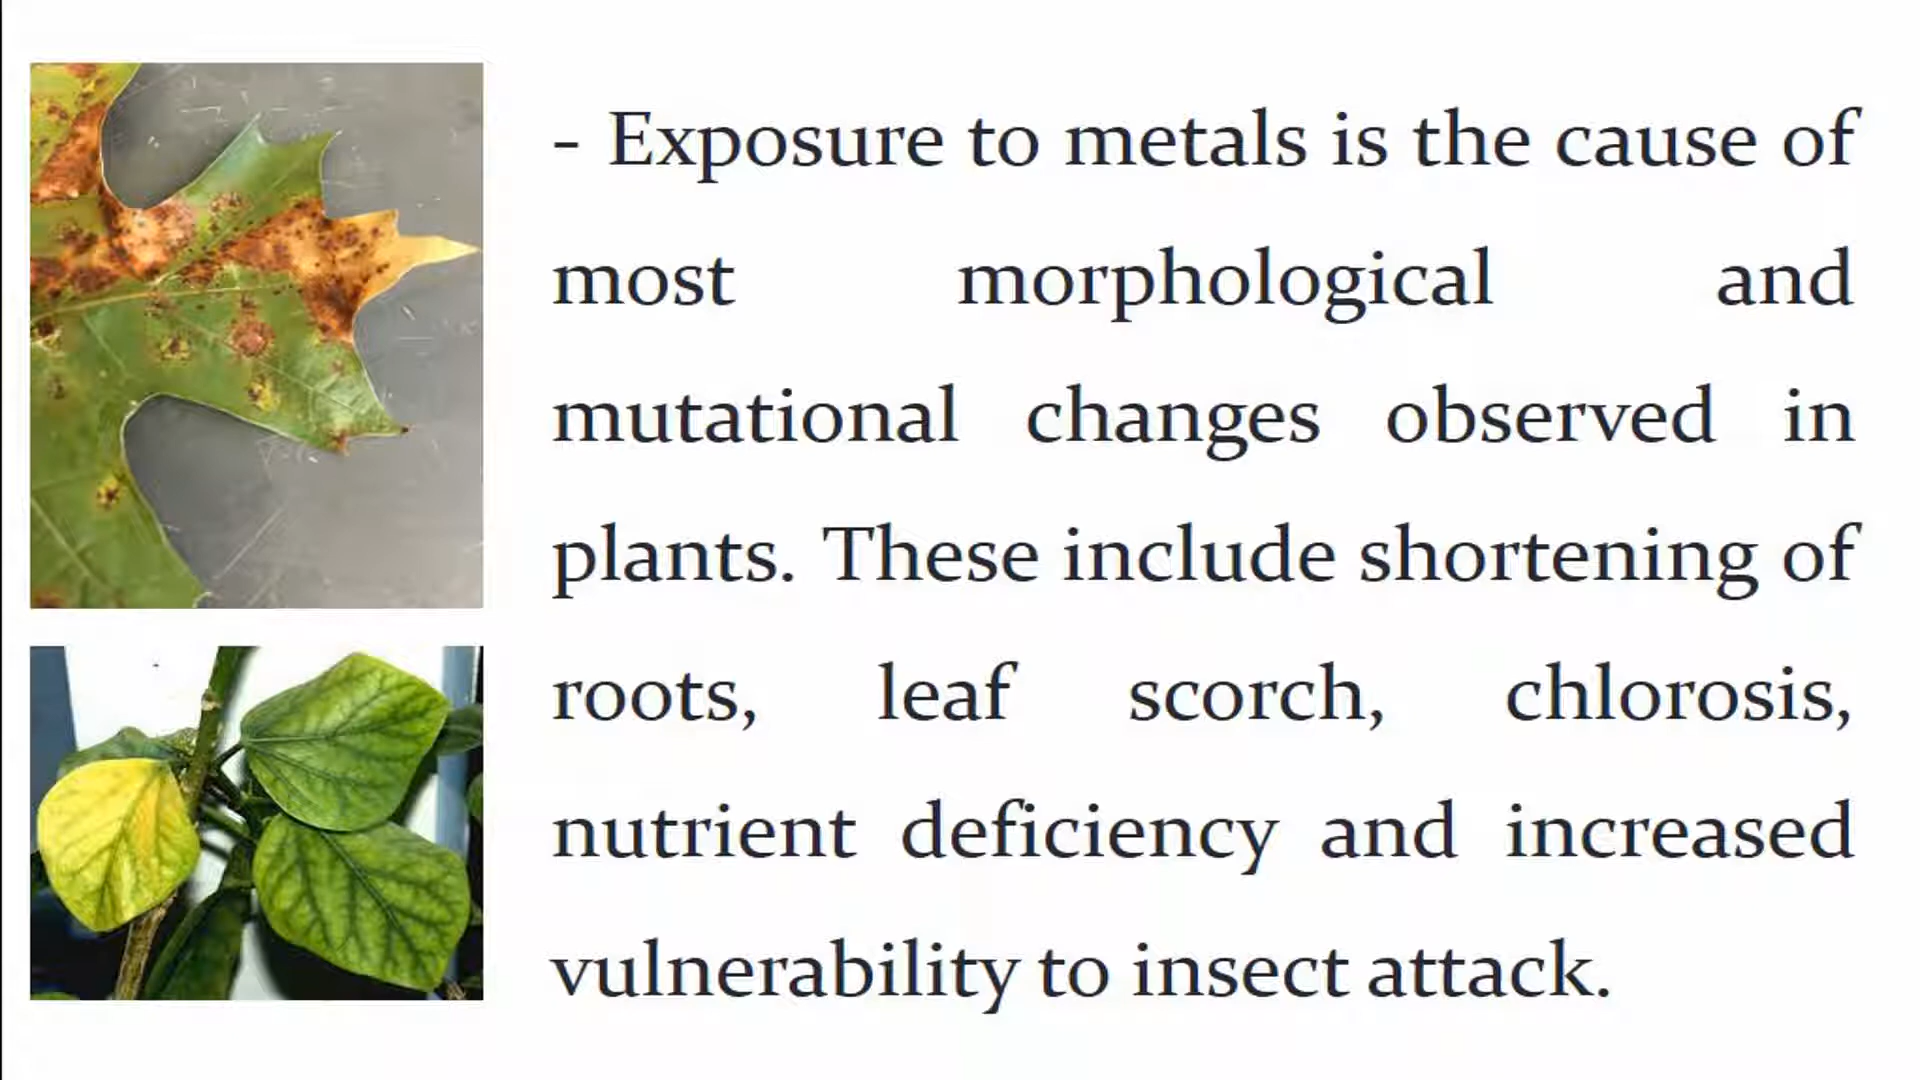 - Exposure to metals is the cause of
most morphological and
mutational changes observed in
plants. These include shortening of
roots, leaf scorch, chlorosis,
nutrient deficiency and increased
vulnerability to insect attack.